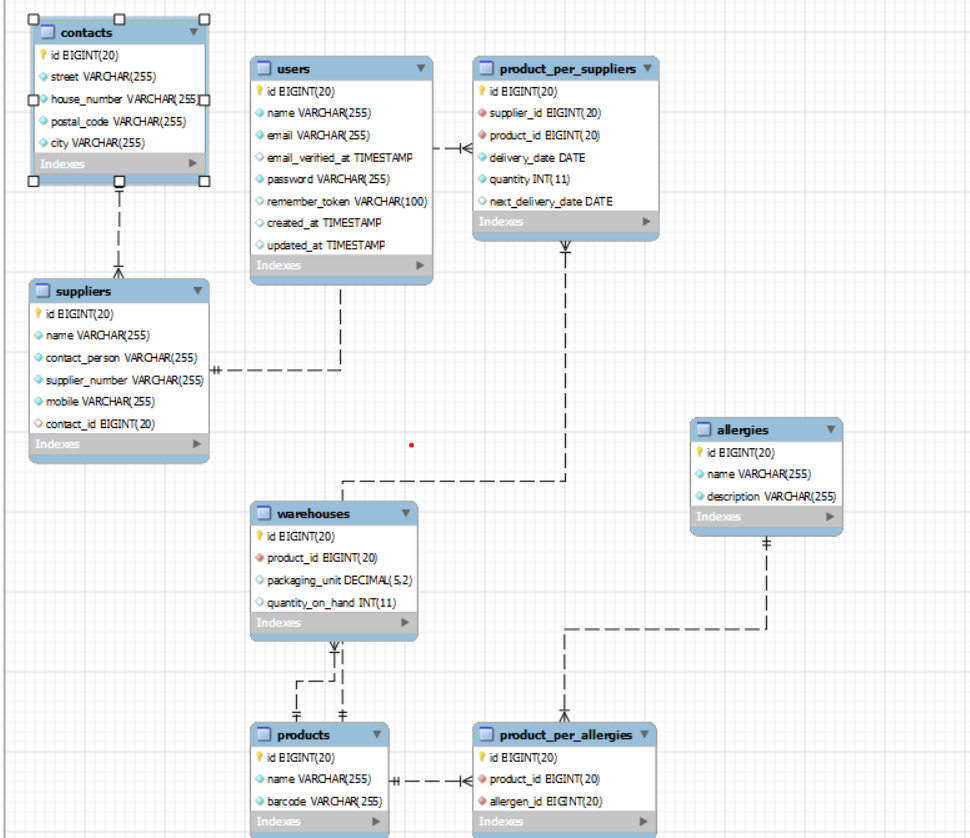 contacts
id BIGINT(20)
street VARCHAR(255)
house_number VARCHAR(255)
postal_code VARCHAR(255)
city VARCHAR(255)
Indexes
users
id BIGINT(20)
name VARCHAR(255)
email VARCHAR(255)
email_verified_at TIMESTAMP
password VARCHAR(255)
remember_token VARCHAR(100)
created_at TIMESTAMP
updated_at TIMESTAMP
Indexes
product_per_suppliers
id BIGINT(20)
supplier_id BIGINT(20)
product_id BIGINT(20)
delivery_date DATE
quantity INT(11)
next_delivery_date DATE
Indexes
suppliers
id BIGINT(20)
name VARCHAR(255)
contact_person VARCHAR(255)
supplier_number VARCHAR(255)
mobile VARCHAR(255)
contact_id BIGINT(20)
Indexes
allergies
id BIGINT(20)
name VARCHAR(255)
description VARCHAR(255)
Indexes
warehouses
id BIGINT(20)
product_id BIGINT(20)
packaging_unit DECIMAL(5,2)
quantity_on_hand INT(11)
Indexes
products
id BIGINT(20)
name VARCHAR(255)
barcode VARCHAR(255)
Indexes
product_per_allergies
id BIGINT(20)
product_id BIGINT(20)
allergen_id BIGINT(20)
Indexes